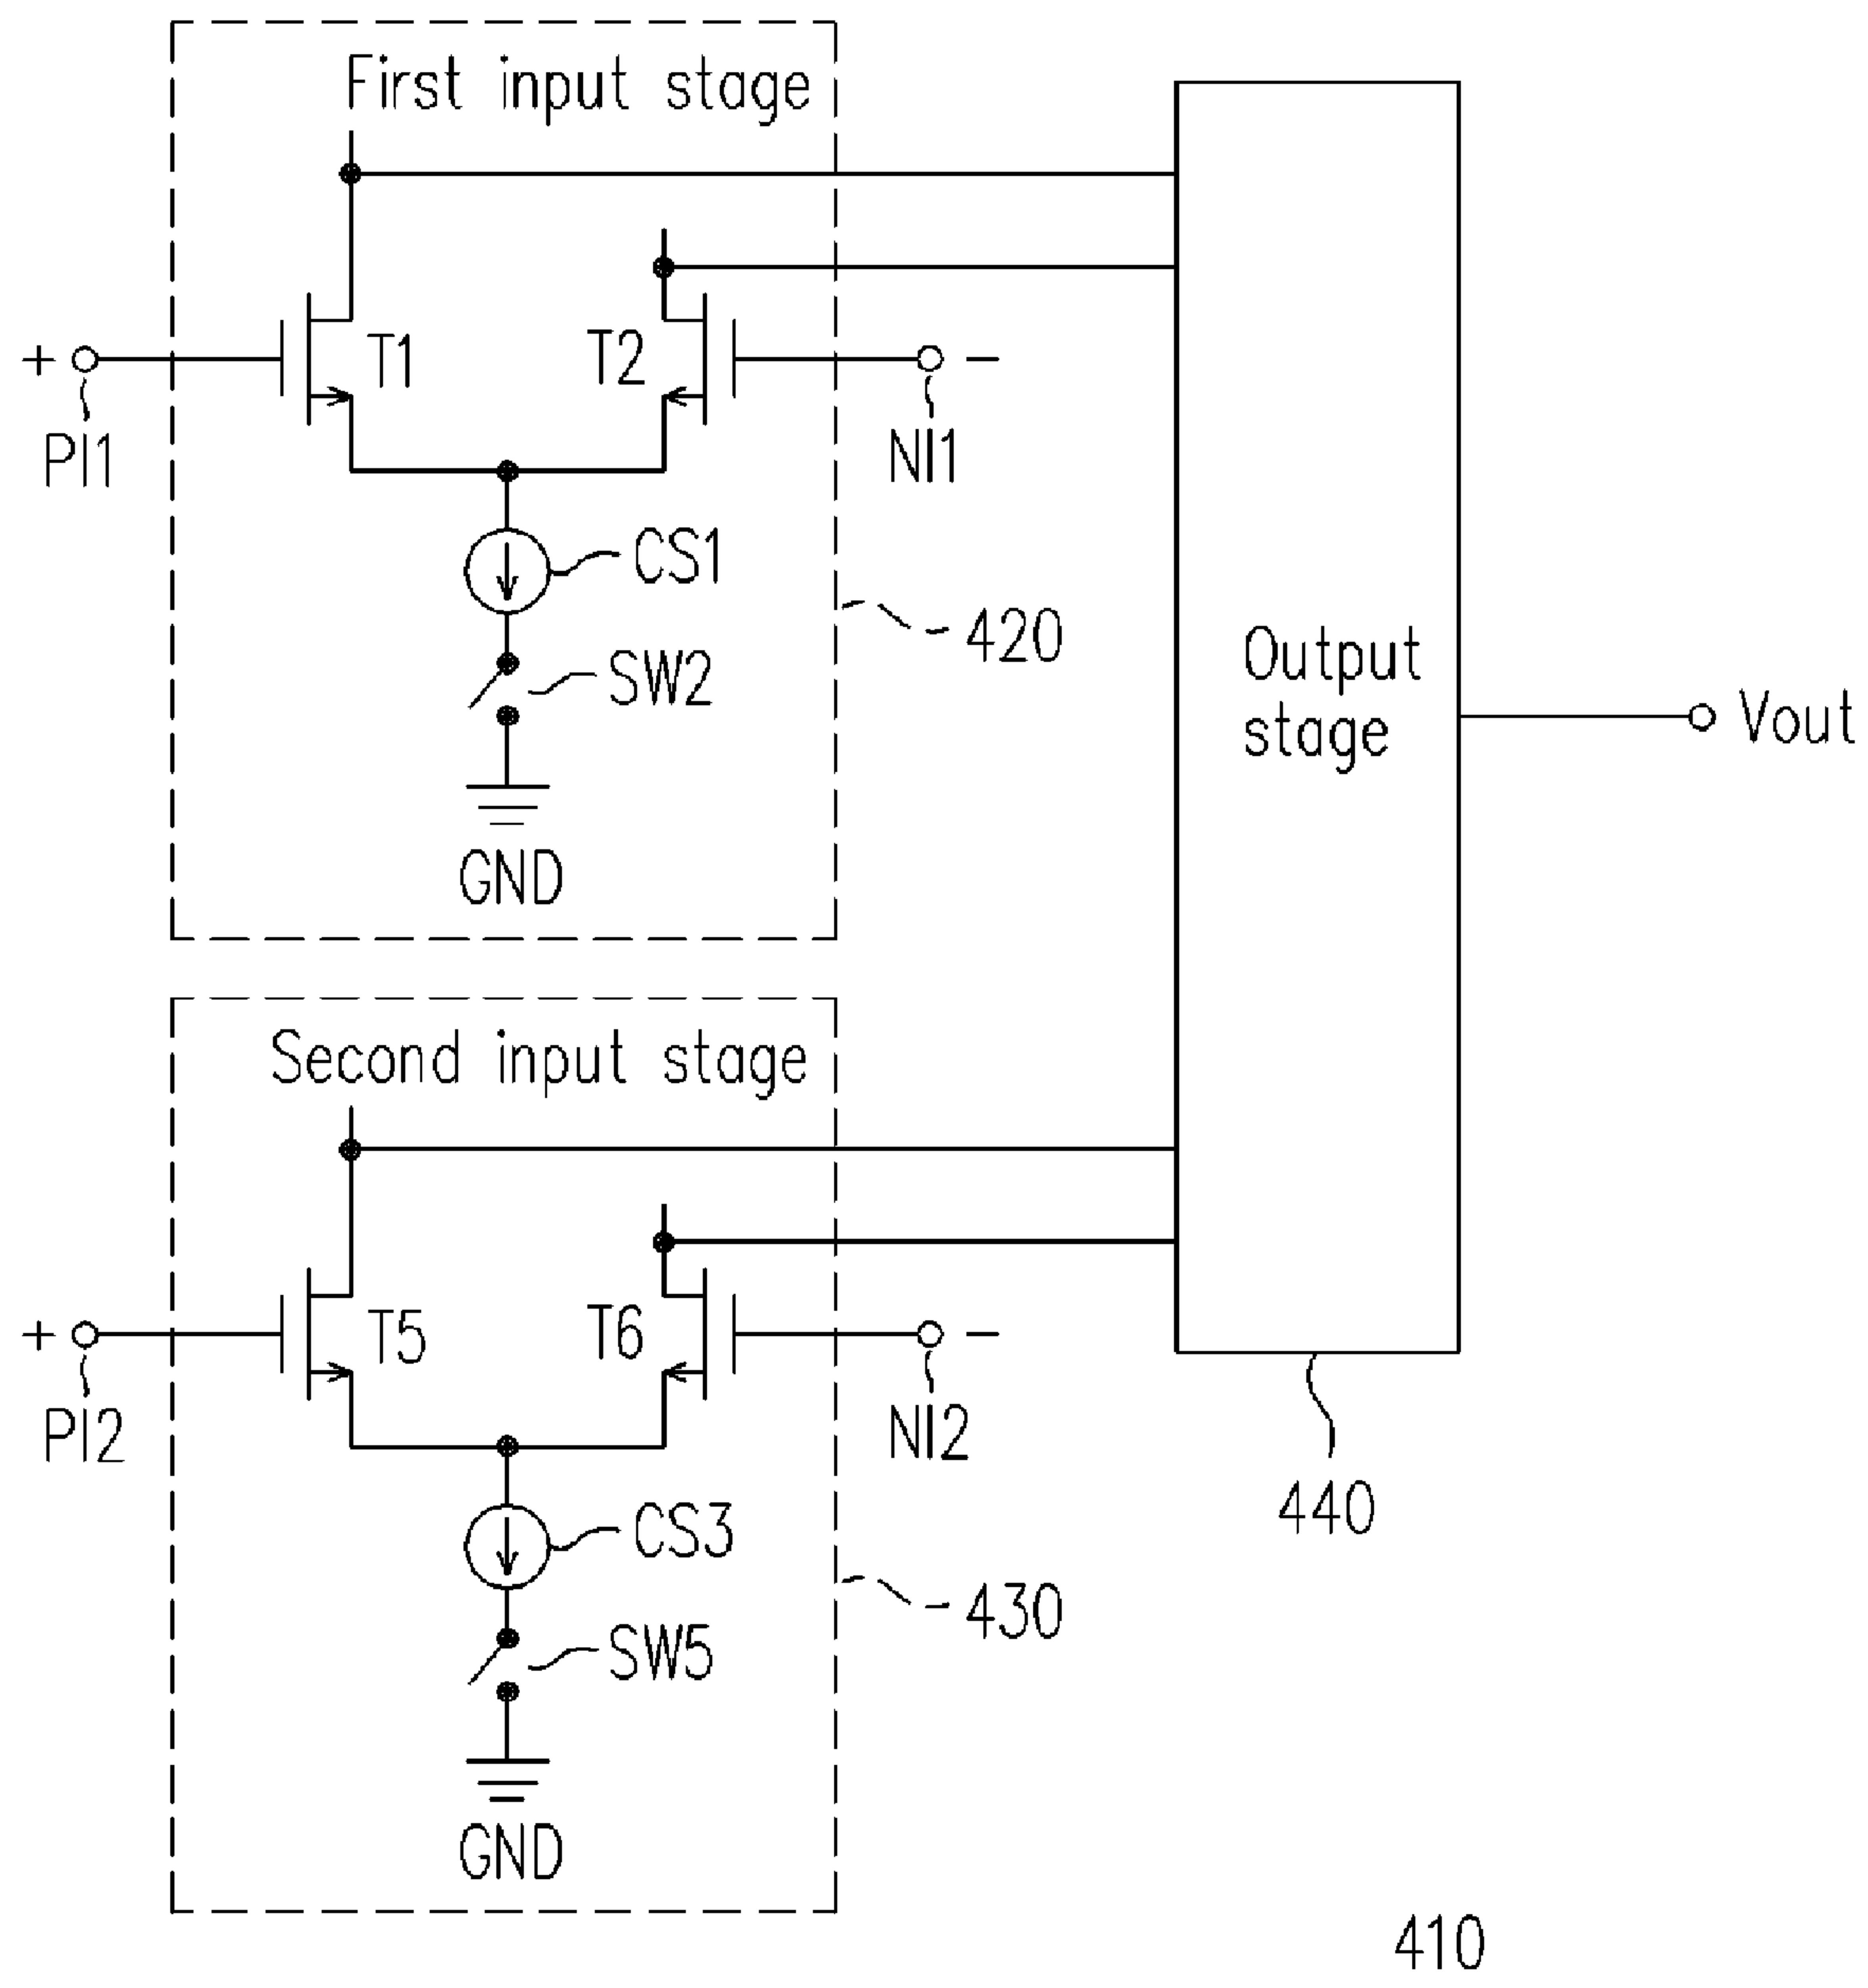 First input stage
+
PI1
T1
T2
NI1
−
CS1
SW2
GND
420
Output
stage
Vout
Second input stage
+
PI2
T5
T6
NI2
−
CS3
SW5
GND
430
440
410